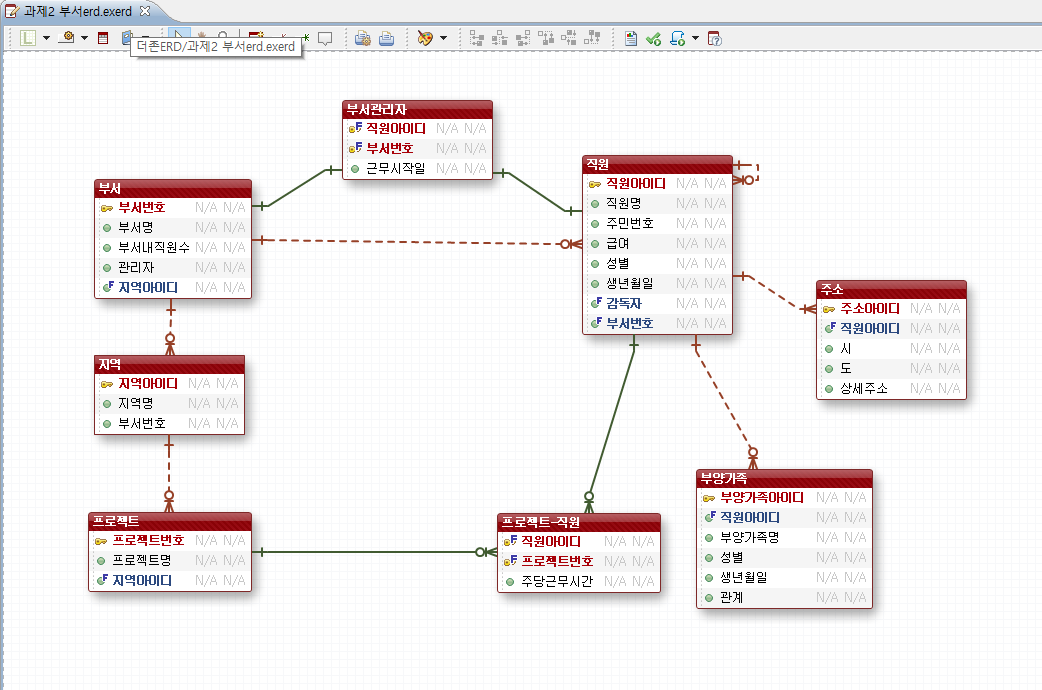 과제2 부서erd.exerd
더존ERD/과제2 부서erd.exerd
부서관리자
직원아이디 N/A N/A
부서번호 N/A N/A
근무시작일 N/A N/A
직원
직원아이디 N/A N/A
직원명 N/A N/A
주민번호 N/A N/A
급여 N/A N/A
성별 N/A N/A
생년월일 N/A N/A
감독자 N/A N/A
부서번호 N/A N/A
부서
부서번호 N/A N/A
부서명 N/A N/A
부서내직원수 N/A N/A
관리자 N/A N/A
지역아이디 N/A N/A
주소
주소아이디 N/A N/A
직원아이디 N/A N/A
시 N/A N/A
도 N/A N/A
상세주소 N/A N/A
지역
지역아이디 N/A N/A
지역명 N/A N/A
부서번호 N/A N/A
부양가족
부양가족아이디 N/A N/A
직원아이디 N/A N/A
부양가족명 N/A N/A
성별 N/A N/A
생년월일 N/A N/A
관계 N/A N/A
프로젝트
프로젝트번호 N/A N/A
프로젝트명 N/A N/A
지역아이디 N/A N/A
프로젝트-직원
직원아이디 N/A N/A
프로젝트번호 N/A N/A
주당근무시간 N/A N/A